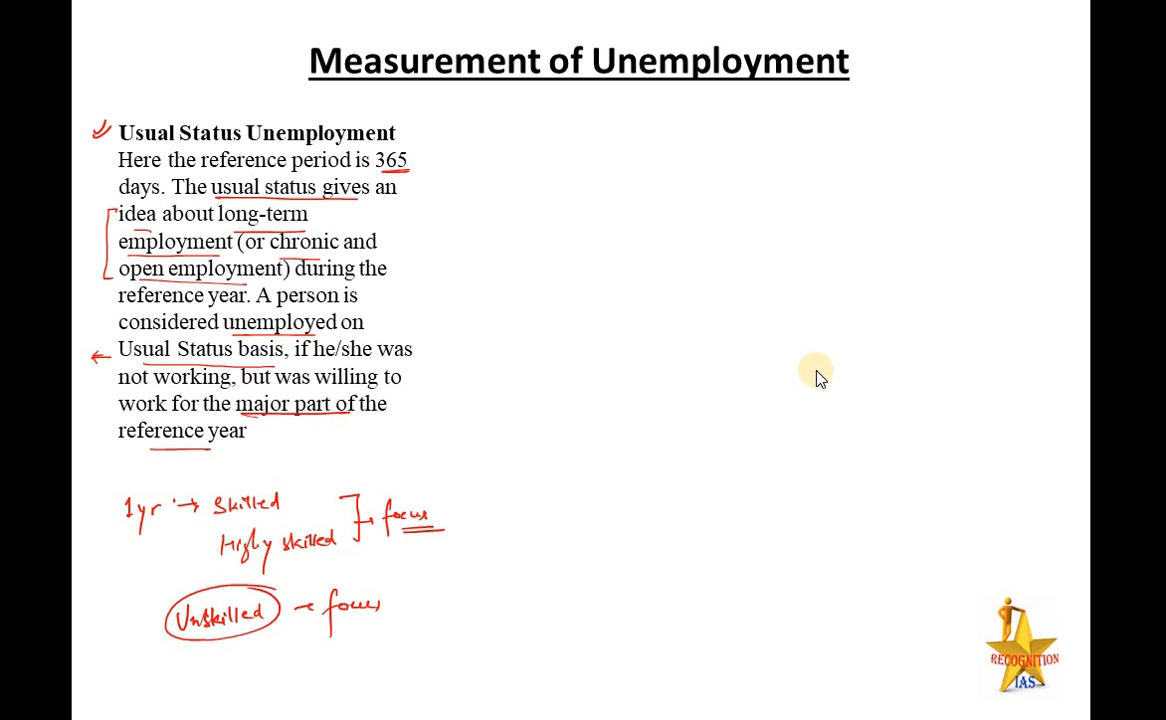 Measurement of Unemployment
Usual Status Unemployment
Here the reference period is 365
days. The usual status gives an
idea about long-term
employment (or chronic and
open employment) during the
reference year. A person is
considered unemployed on
Usual Status basis, if he/she was
not working, but was willing to
work for the major part of the
reference year
1yr → Skilled
Highy skilled
focus
Unskilled - focus
RECOGNITION
IAS